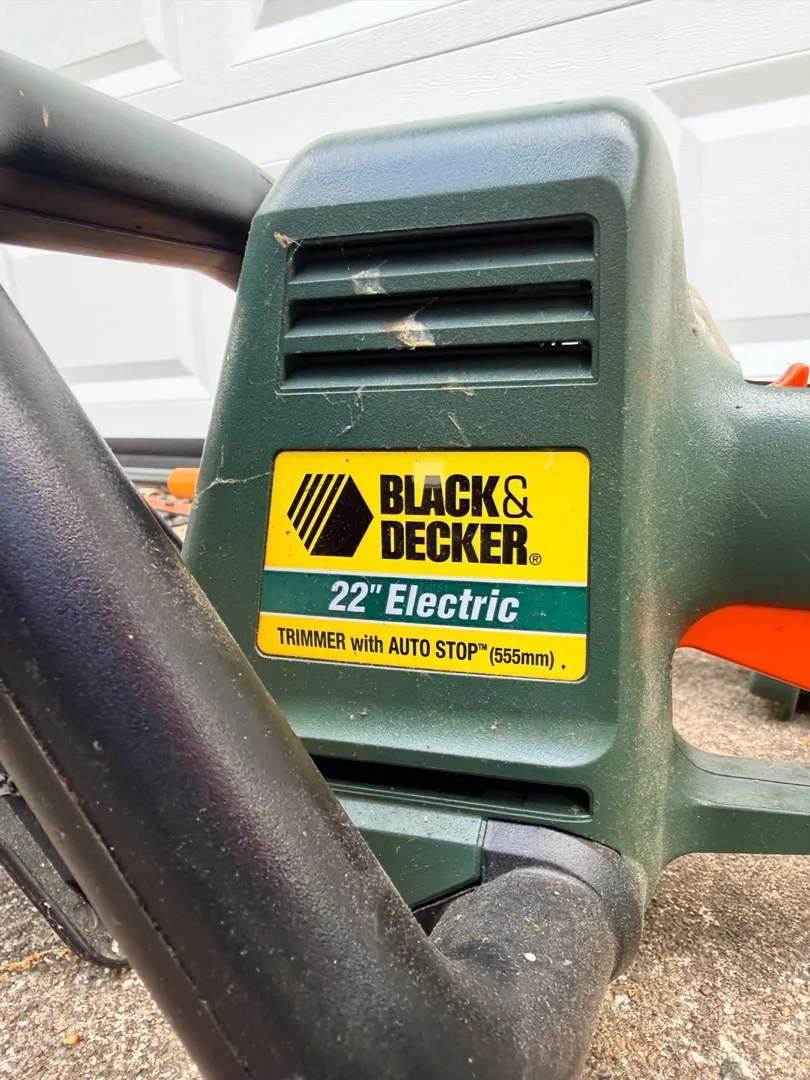 BLACK&
DECKER®
22" Electric
TRIMMER with AUTO STOP™ (555mm)